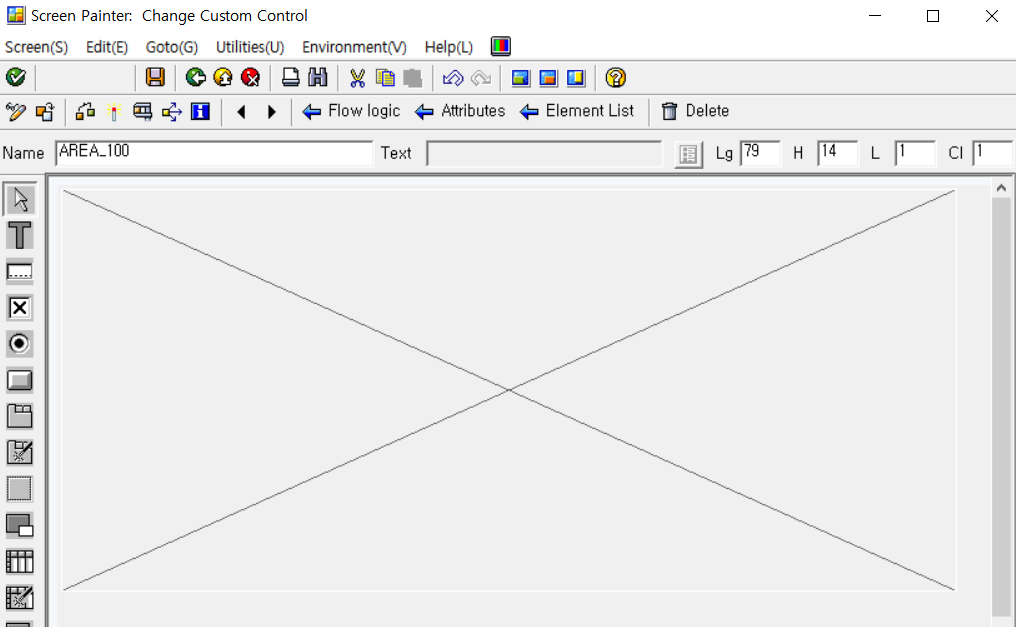 Screen Painter: Change Custom Control
Screen(S) Edit(E) Goto(G) Utilities(U) Environment(V) Help(L)
Flow logic Attributes Element List Delete
Name AREA_100 Text Lg 79 H 14 L 1 Cl 1
T